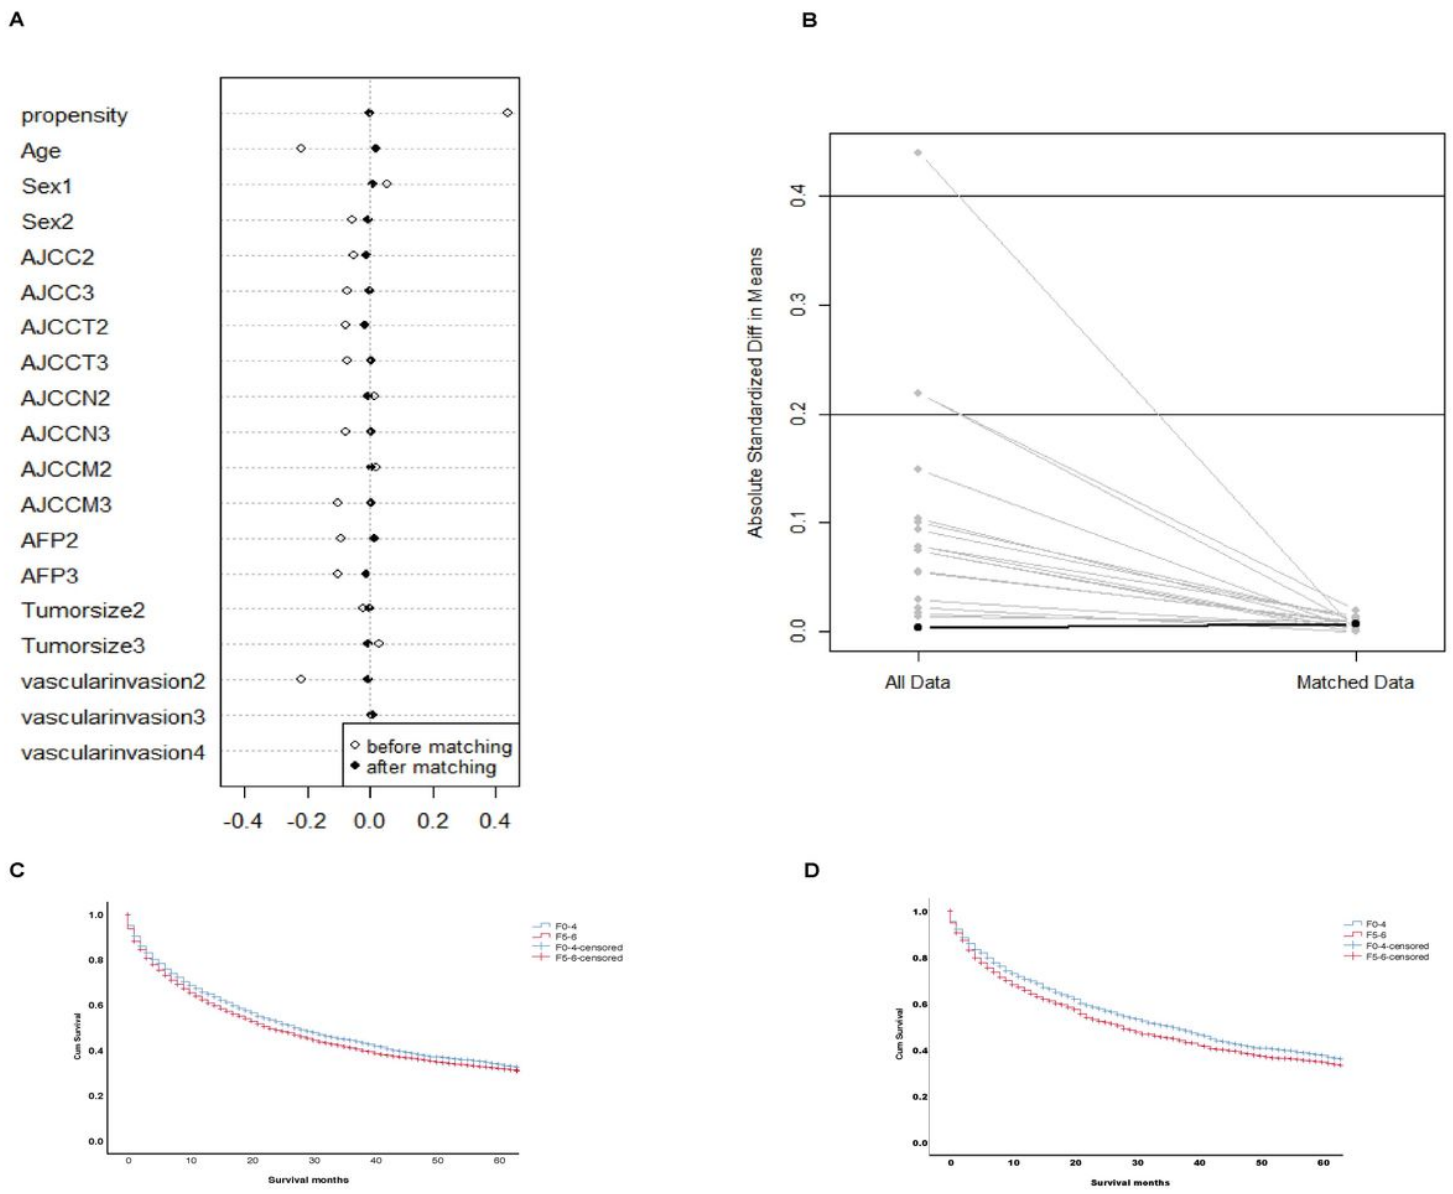 A
propensity
Age
Sex1
Sex2
AJCC2
AJCC3
AJCCT2
AJCCT3
AJCCN2
AJCCN3
AJCCM2
AJCCM3
AFP2
AFP3
Tumorsize2
Tumorsize3
vascularinvasion2
vascularinvasion3
vascularinvasion4
before matching
after matching
-0.4 -0.2 0.0 0.2 0.4
B
Absolute Standardized Diff in Means
0.4
0.3
0.2
0.1
0.0
All Data Matched Data
C
Cum Survival
1.0
0.8
0.6
0.4
0.2
0.0
0 10 20 30 40 50 60
Survival months
F0-4
F5-6
F0-4-censored
F5-6-censored
D
Cum Survival
1.0
0.8
0.6
0.4
0.2
0.0
0 10 20 30 40 50 60
Survival months
F0-4
F5-6
F0-4-censored
F5-6-censored